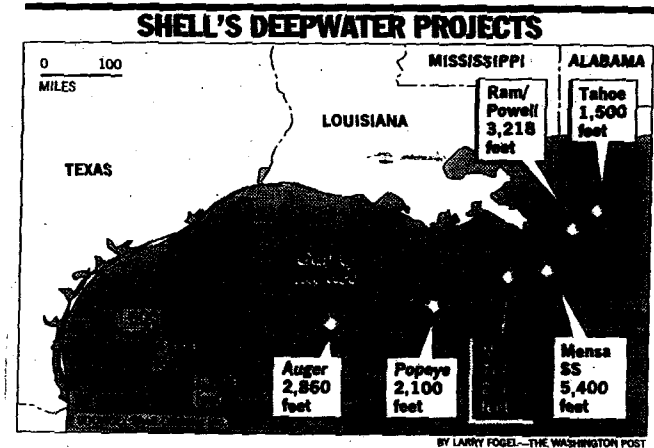 SHELL'S DEEPWATER PROJECTS
0 100
MILES
MISSISSIPPI
ALABAMA
Ram/
Powell
3,218
feet
Tahoe
1,500
feet
LOUISIANA
TEXAS
Auger
2,860
feet
Popeye
2,100
feet
Mensa
SS
5,400
feet
BY LARRY FOGEL—THE WASHINGTON POST